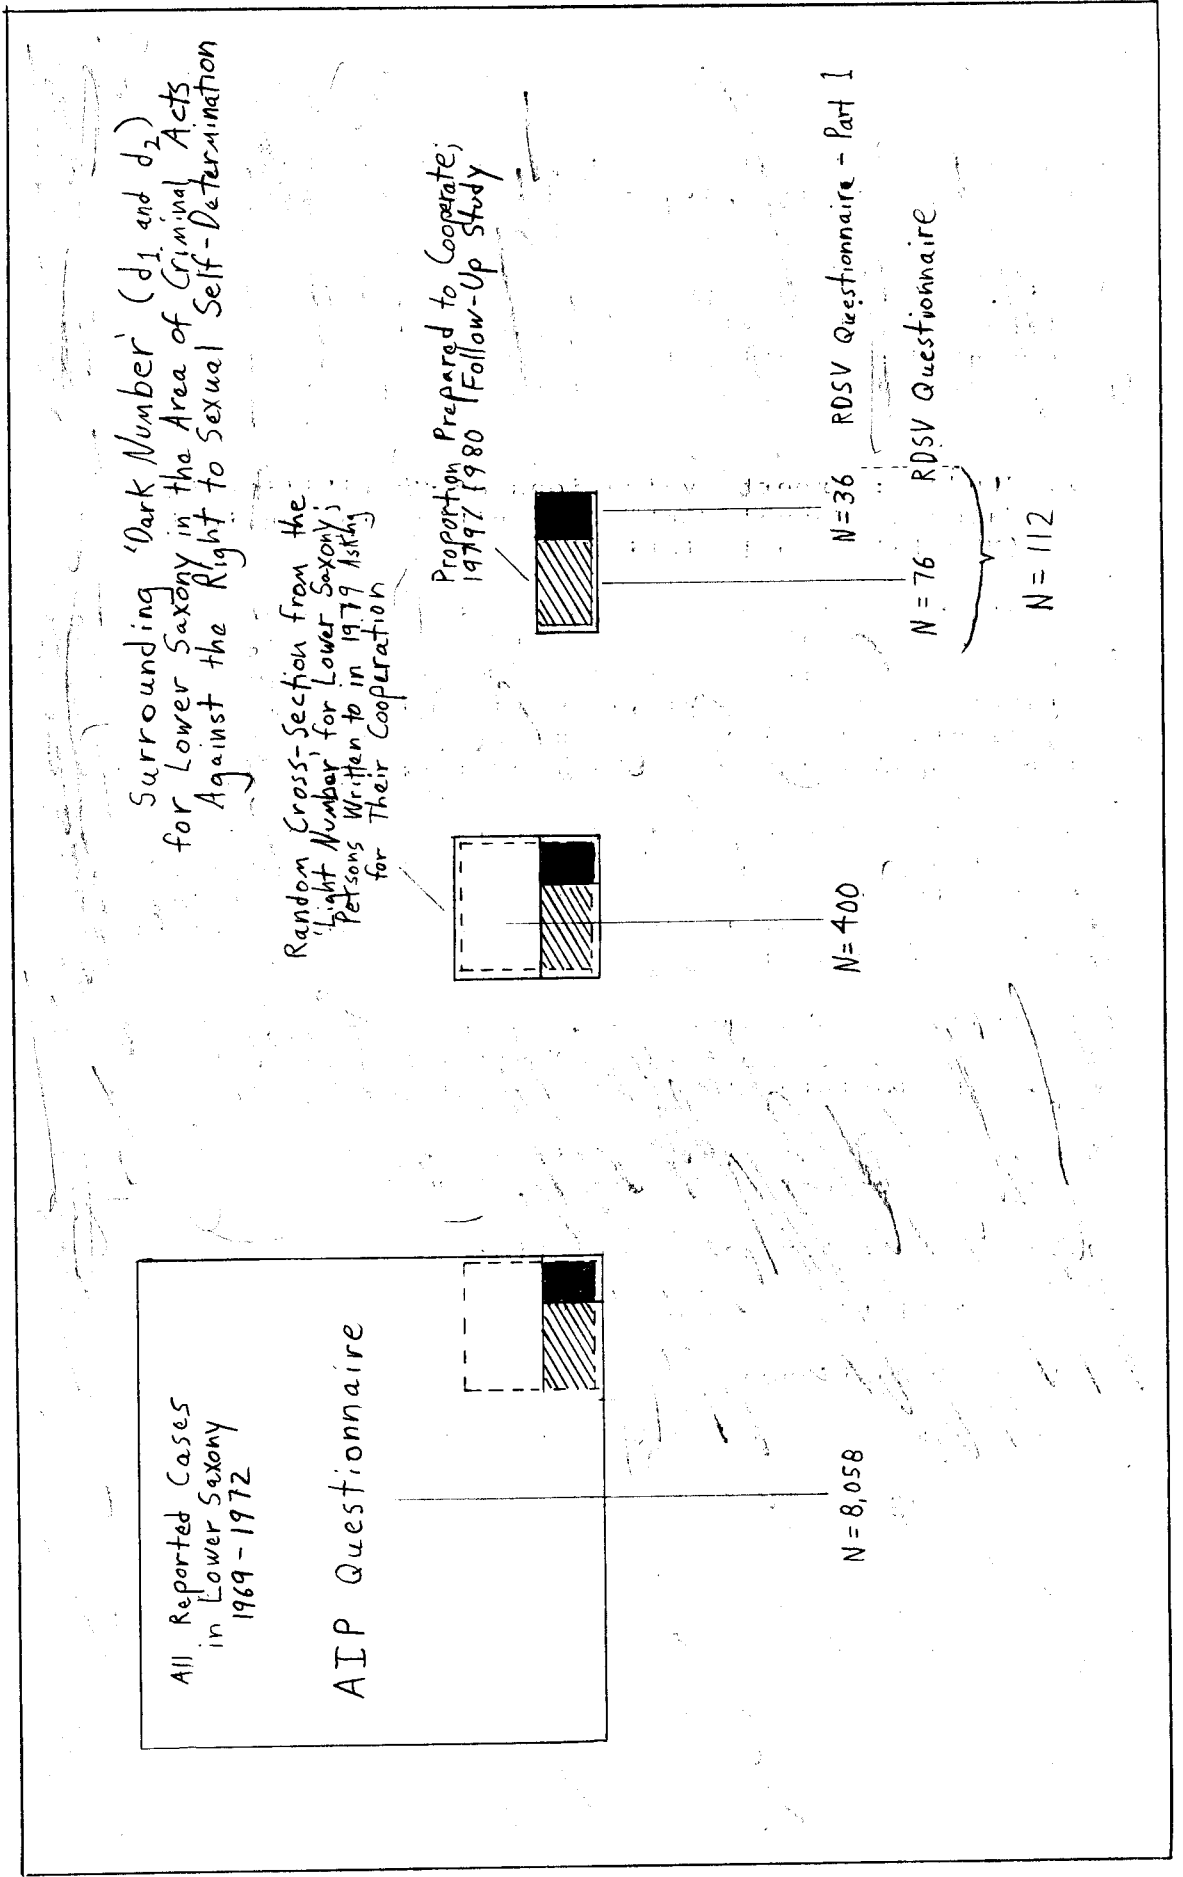 Surrounding 'Dark Number' (d1 and d2)
for Lower Saxony in the Area of Criminal Acts
Against the Right to Sexual Self-Determination
All Reported Cases
in Lower Saxony
1969-1972
AIP Questionnaire
N=8,058
Random Cross-Section from the
'Light Number' for Lower Saxony;
Persons Written to in 1979 Asking
for Their Cooperation
N=400
Proportion Prepared to Cooperate;
1980 Follow-Up Study
N=36 RDSV Questionnaire - Part 1
N=76 RDSV Questionnaire
N=112